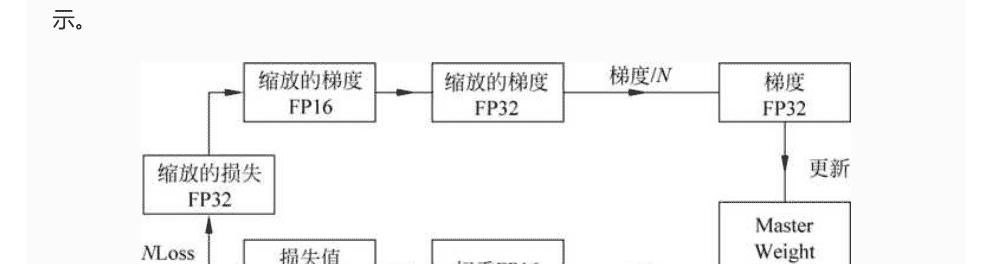 示。
缩放的梯度
FP16
缩放的梯度
FP32
梯度/N
梯度
FP32
更新
缩放的损失
FP32
Master
Weight
NLoss
损失值